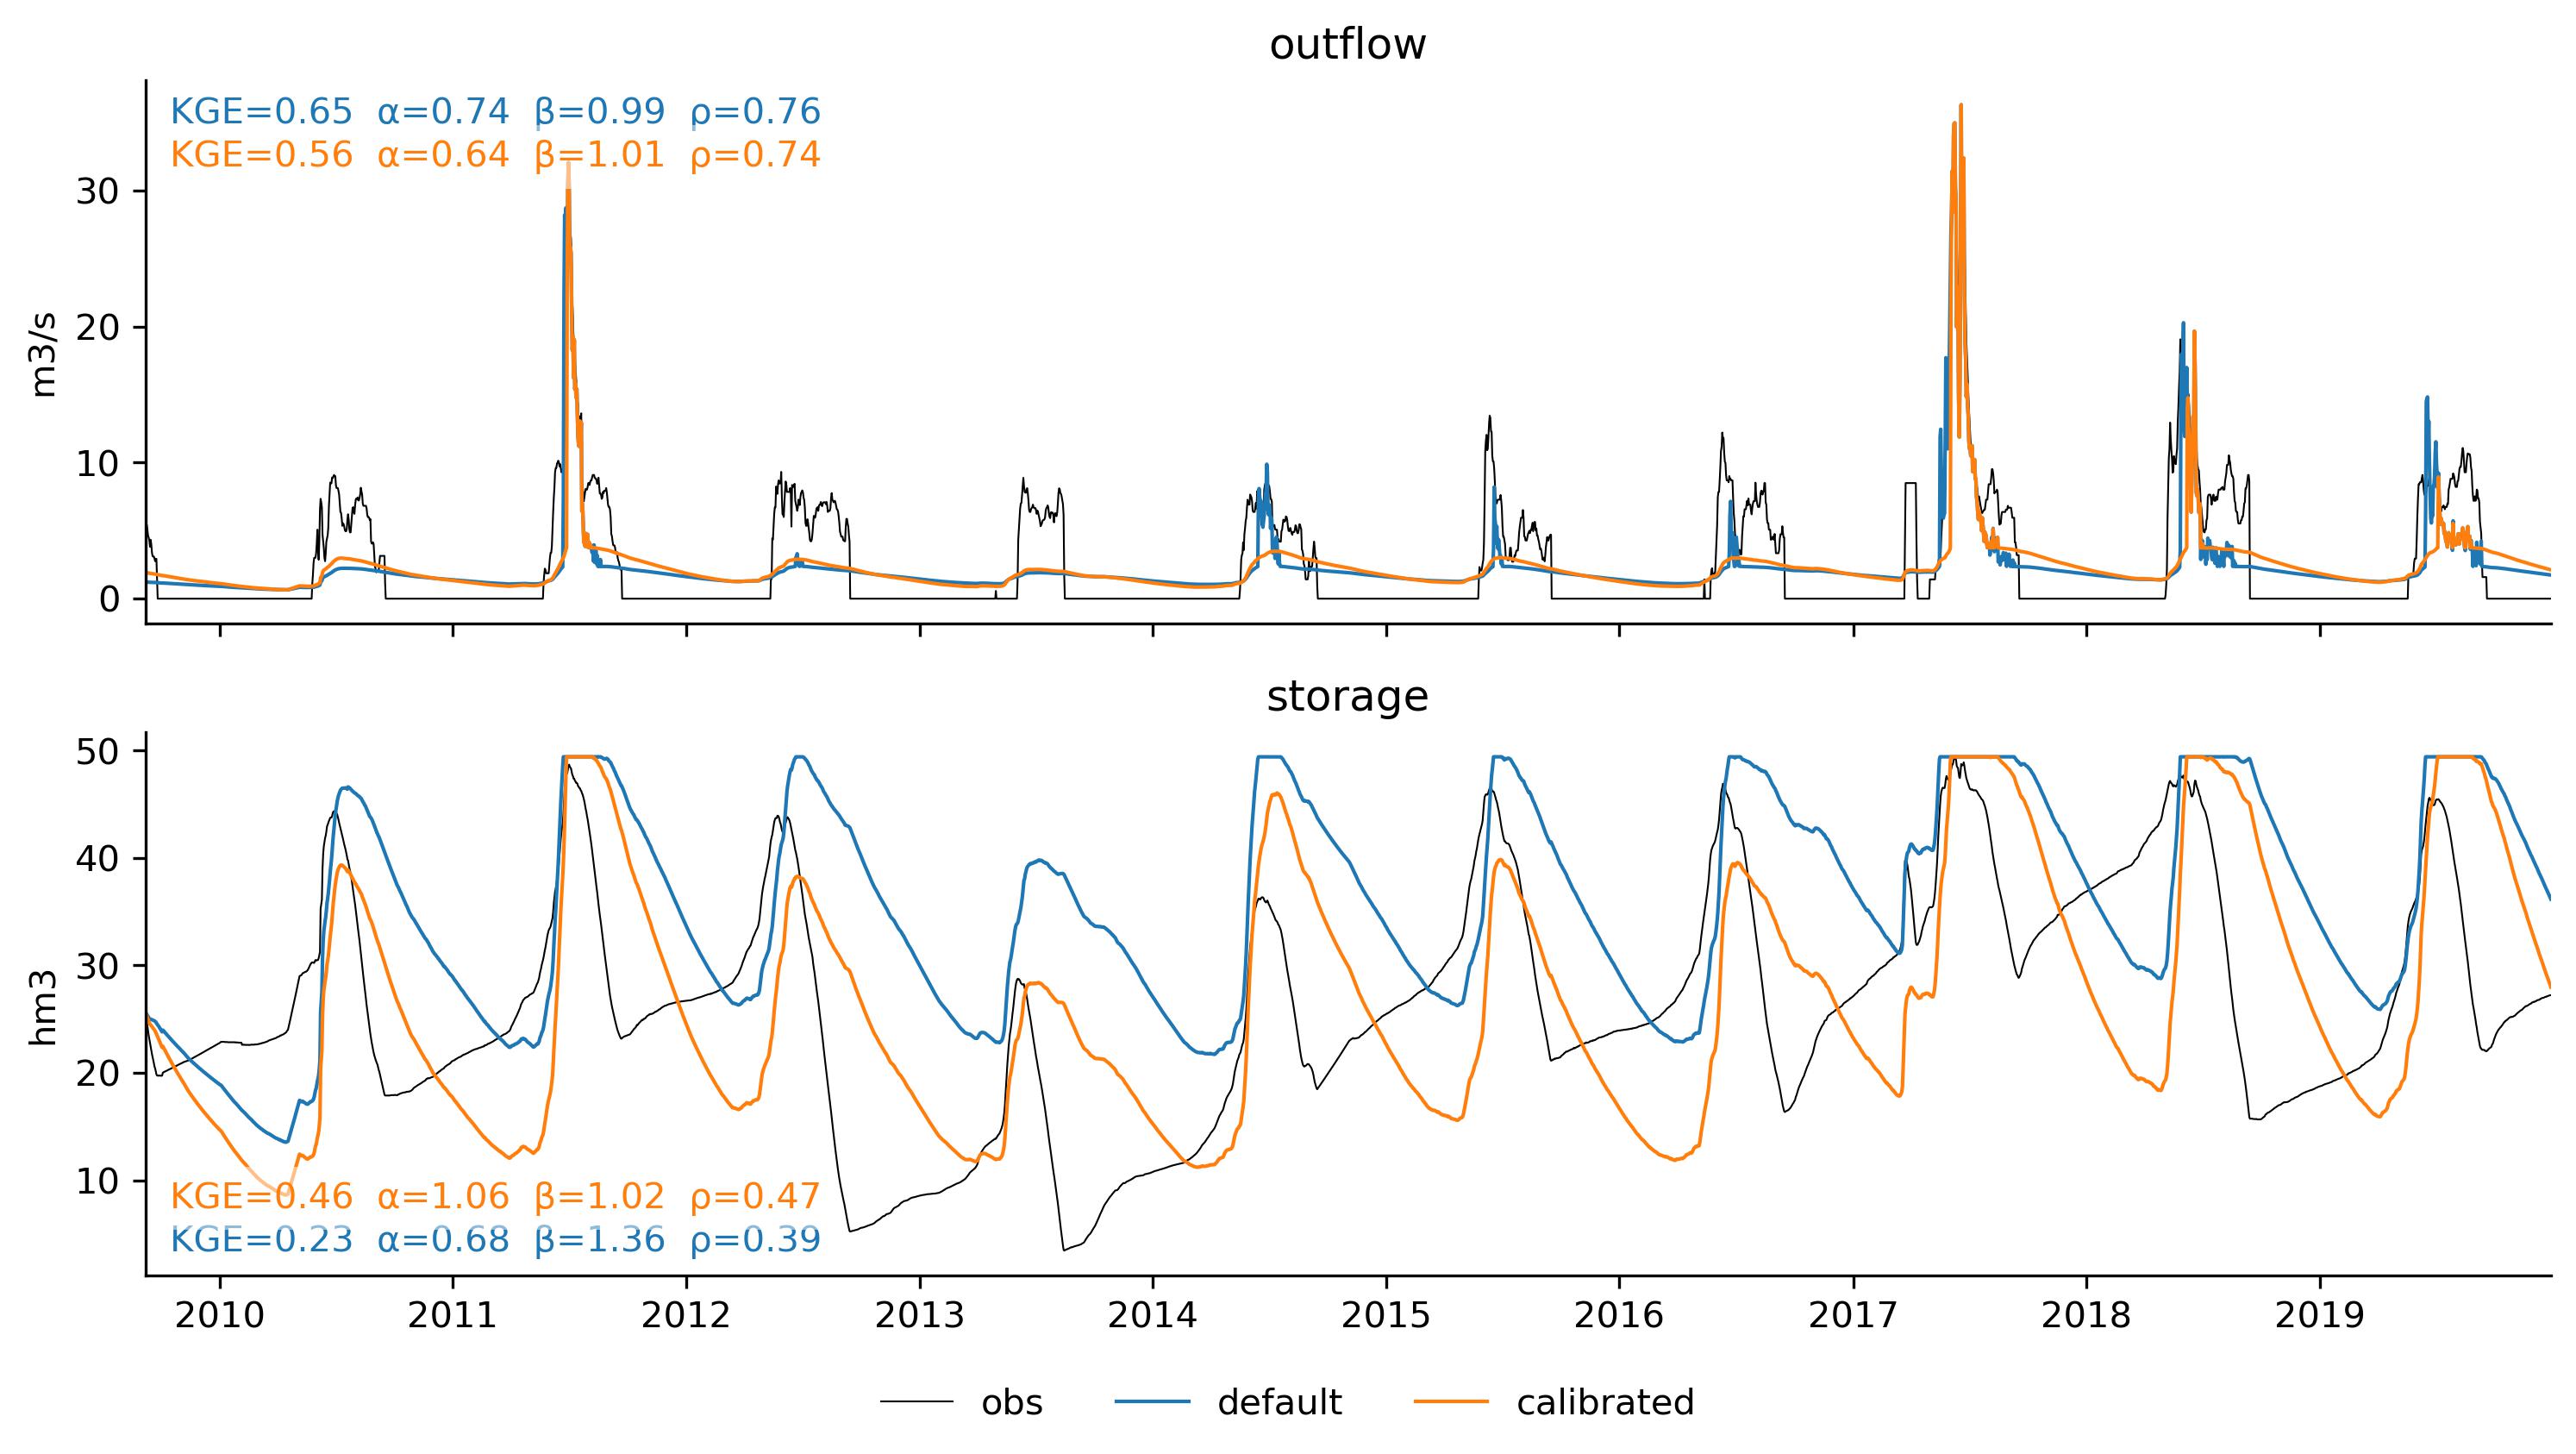 outflow
KGE=0.65 α=0.74 β=0.99 ρ=0.76
KGE=0.56 α=0.64 β=1.01 ρ=0.74
m3/s
30
20
10
0
storage
hm3
50
40
30
20
10
KGE=0.46 α=1.06 β=1.02 ρ=0.47
KGE=0.23 α=0.68 β=1.36 ρ=0.39
2010 2011 2012 2013 2014 2015 2016 2017 2018 2019
obs default calibrated